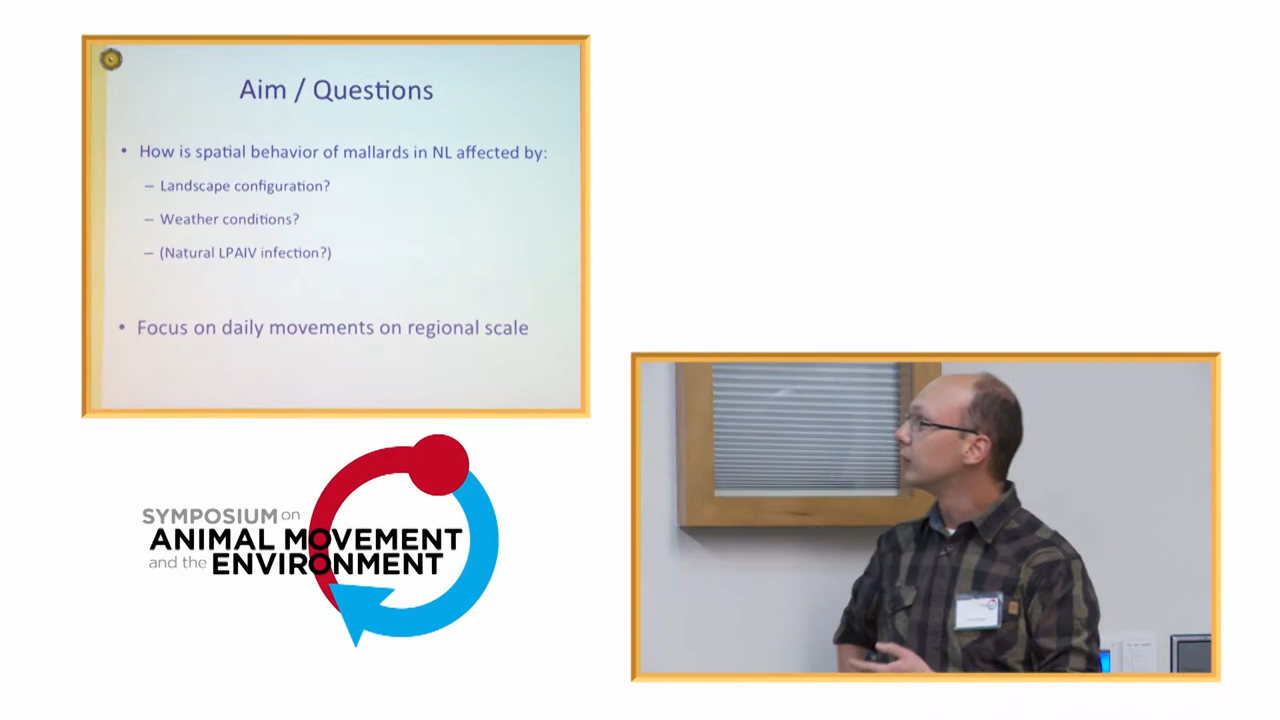 Aim / Questions
• How is spatial behavior of mallards in NL affected by:
– Landscape configuration?
– Weather conditions?
– (Natural LPAIV infection?)
• Focus on daily movements on regional scale
SYMPOSIUM on
ANIMAL MOVEMENT
and the ENVIRONMENT